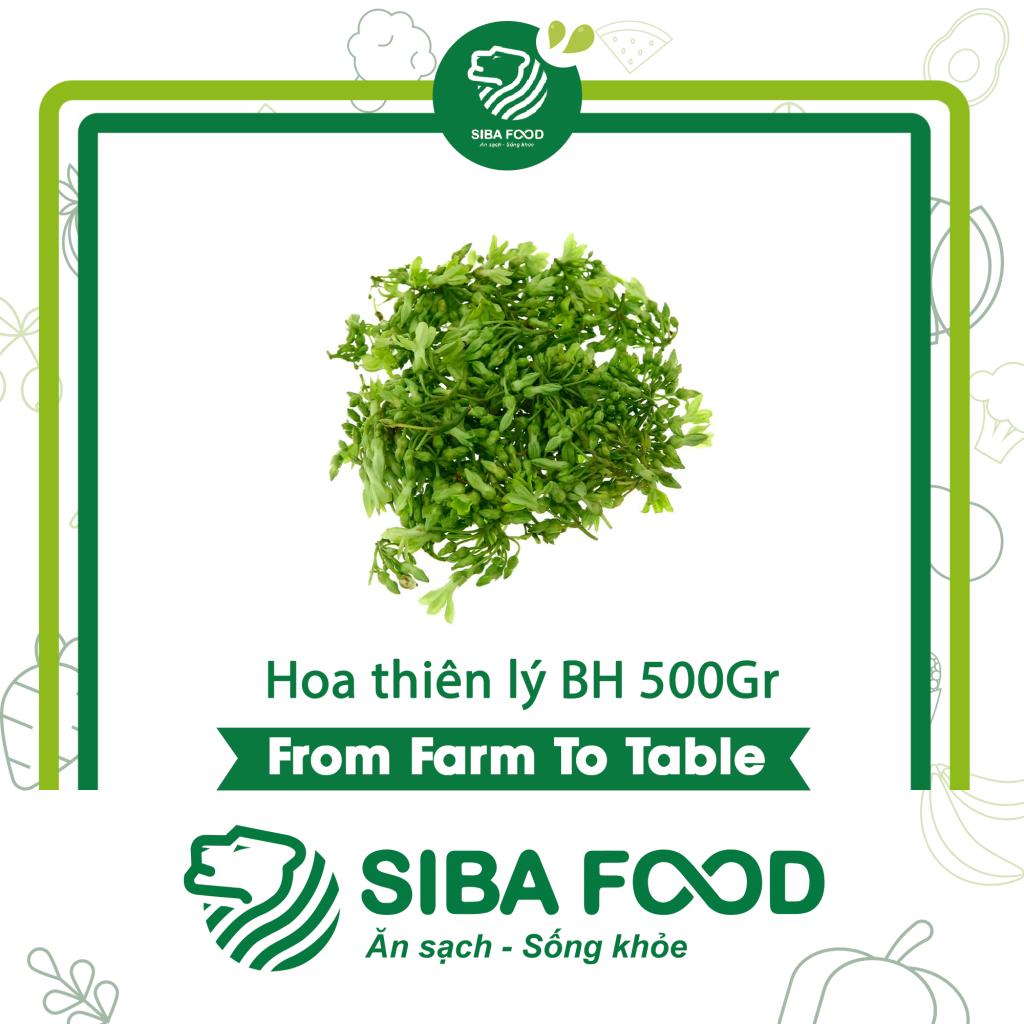 SIBA FOOD
Ăn sạch - Sống khỏe
Hoa thiên lý BH 500Gr
From Farm To Table
SIBA FOOD
Ăn sạch - Sống khỏe